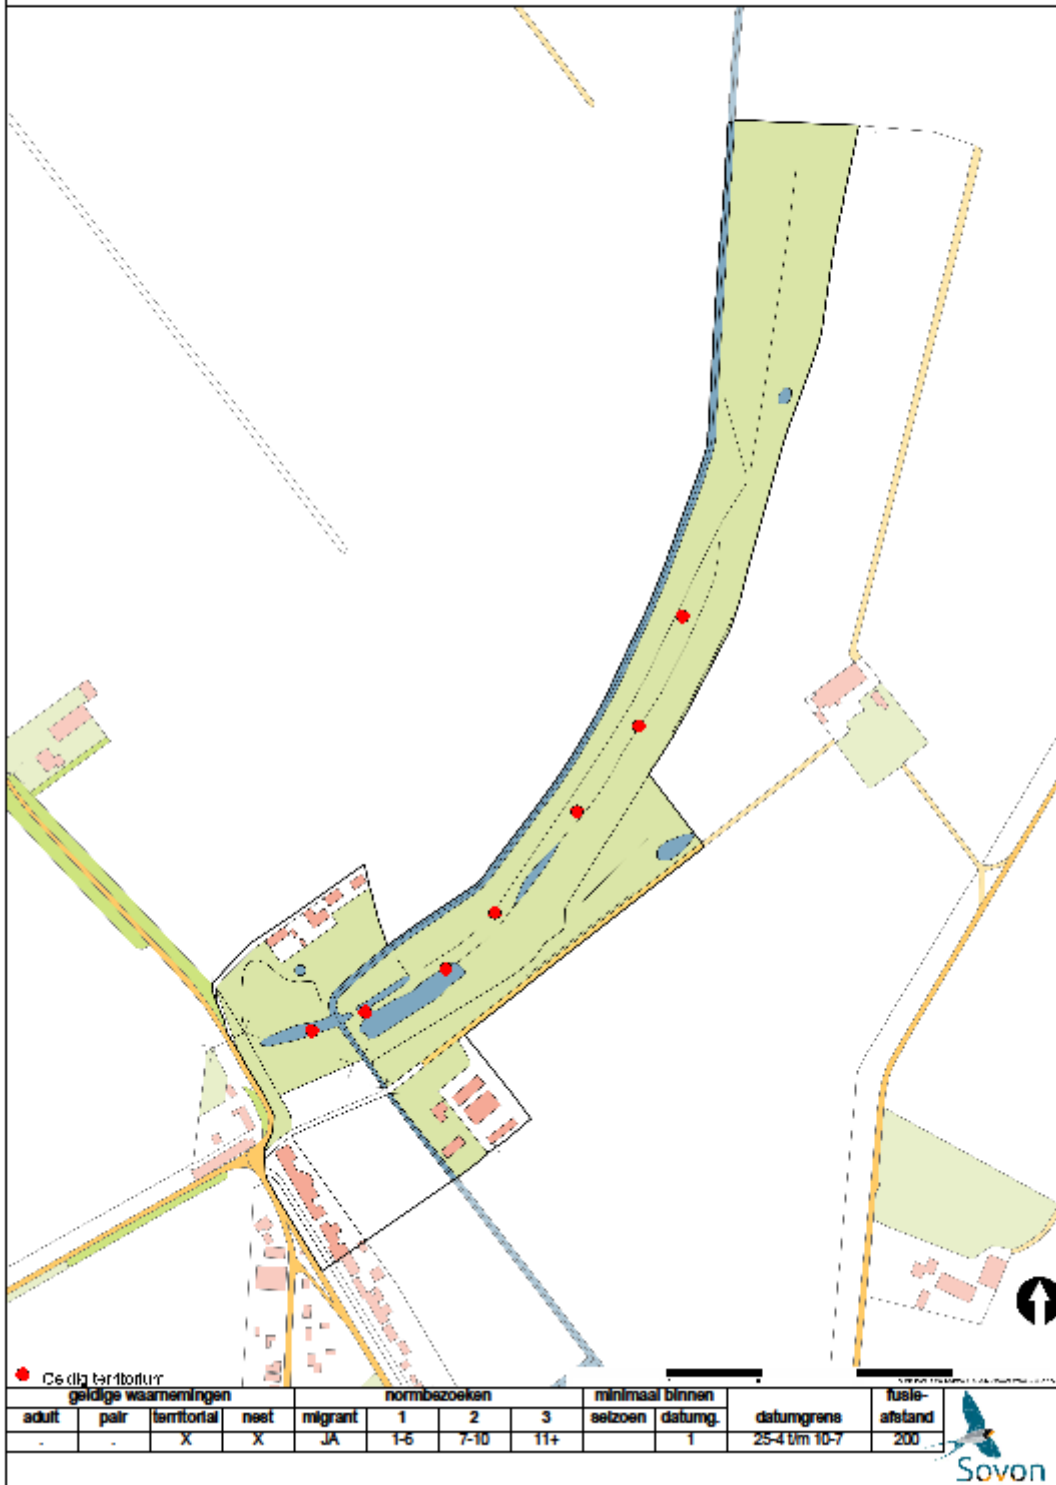 Geldig territorium
geldige waarnemingen normbezoeken minimaal binnen fusie-
adult pair territorial nest migrant 1 2 3 seizoen datumg. datumgrens afstand
. . X X JA 1-6 7-10 11+ 1 25-4 t/m 10-7 200
Sovon